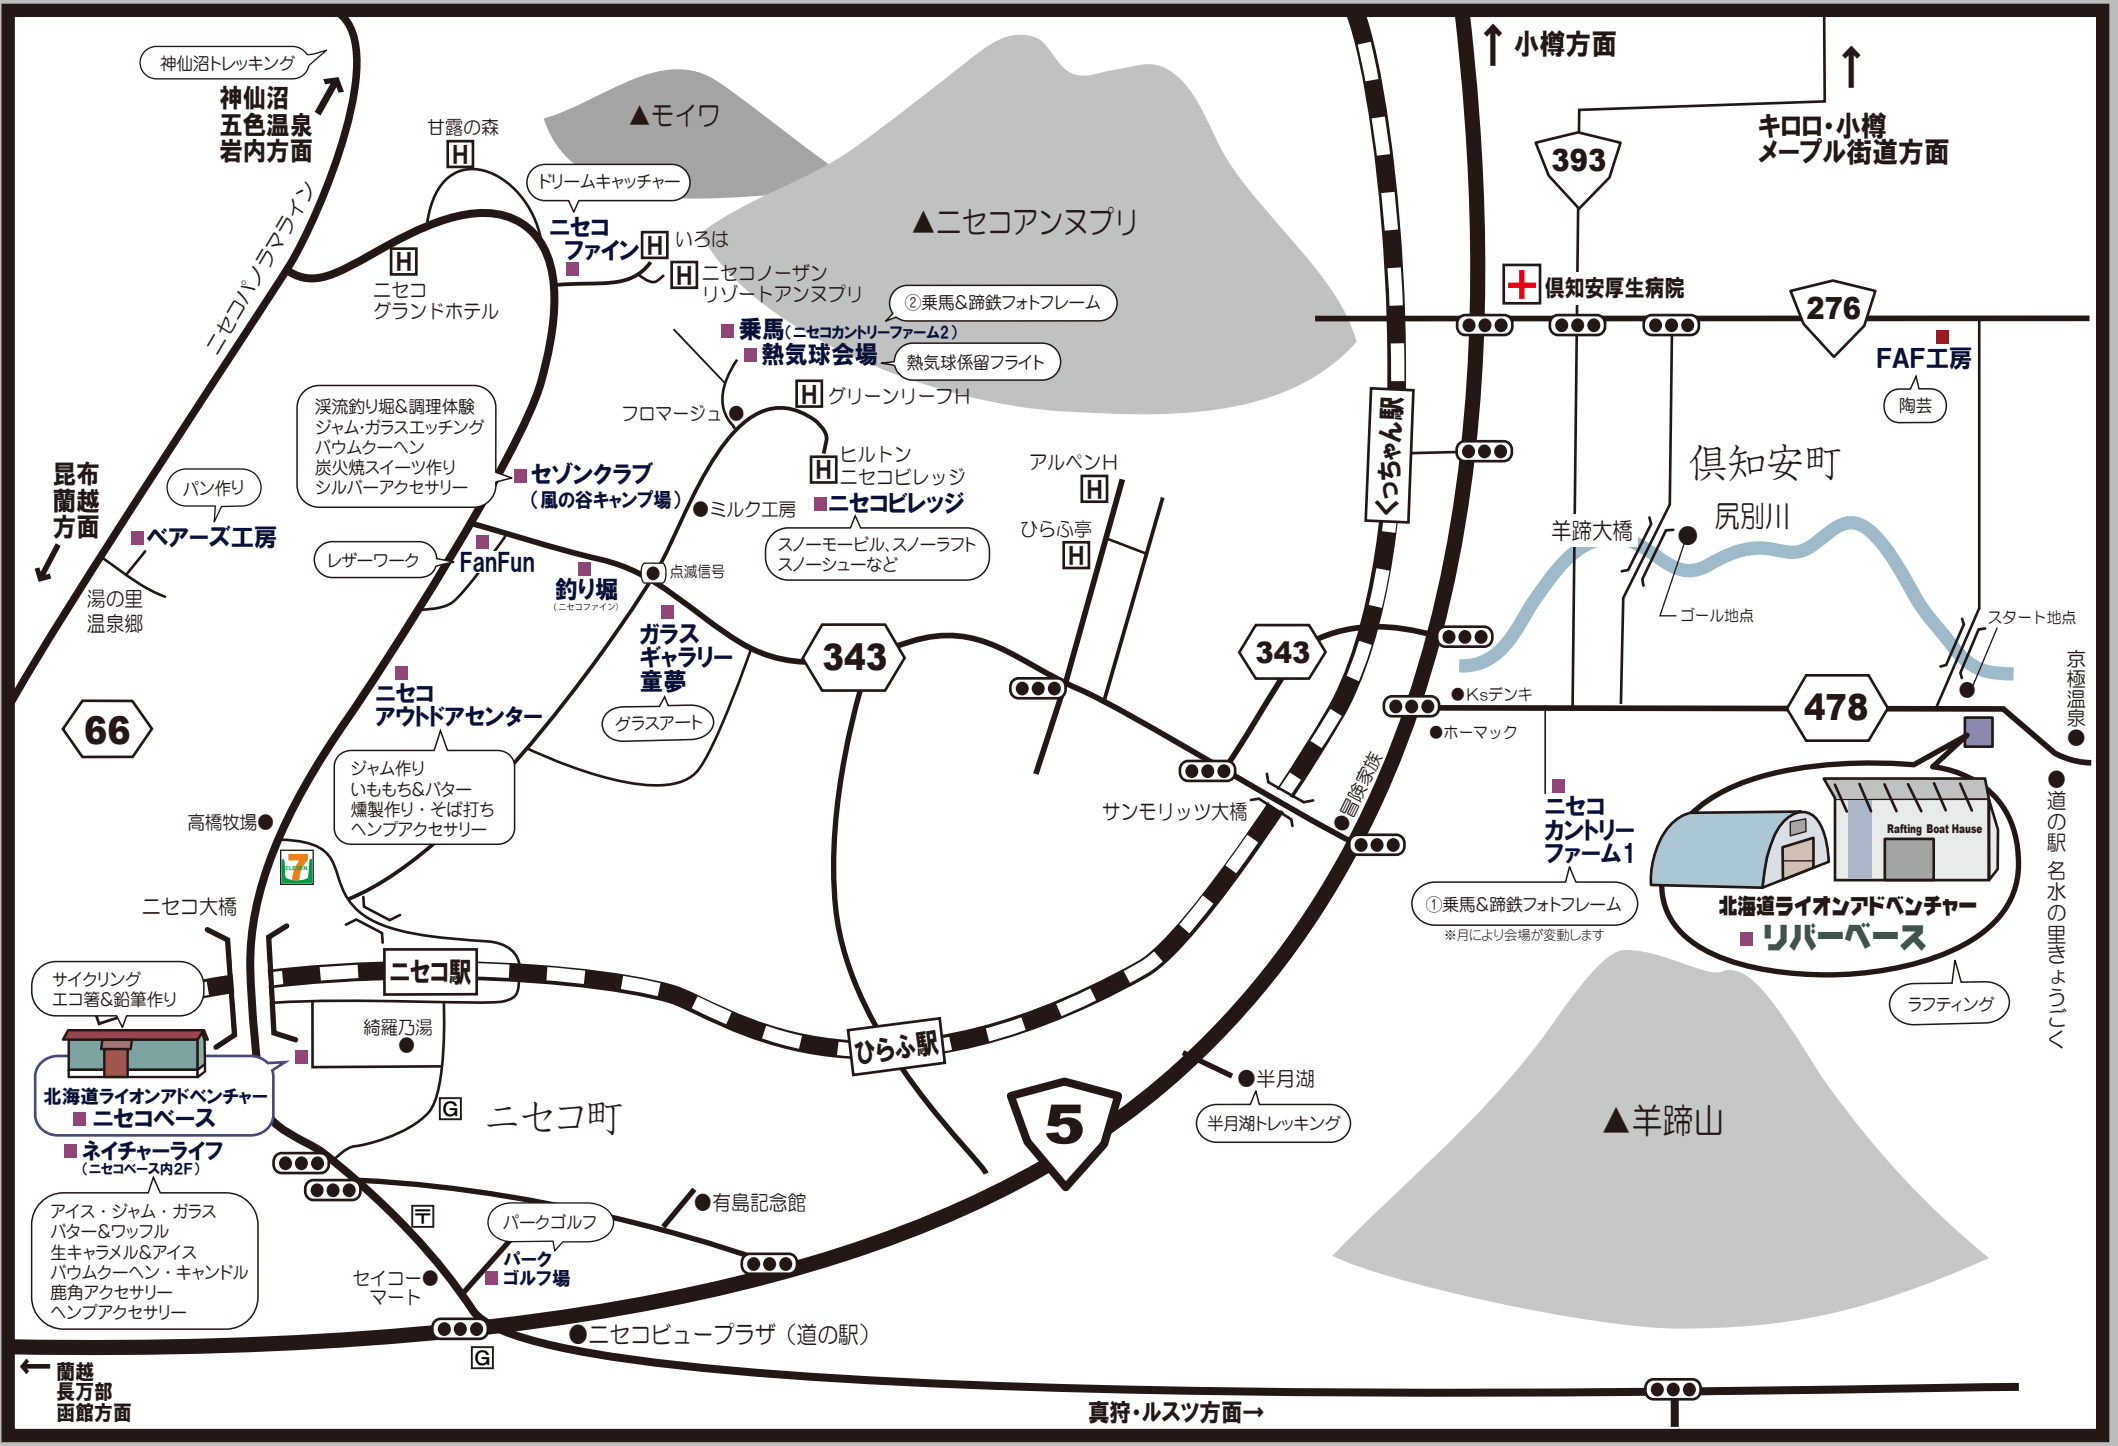 神仙沼トレッキング
神仙沼
五色温泉
岩内方面
ニセコパノラマライン
甘露の森
H
▲モイワ
ドリームキャッチャー
ニセコ
ファイン
H いろは
H ニセコノーザン
リゾートアンヌプリ
H
ニセコ
グランドホテル
▲ニセコアンヌプリ
②乗馬&蹄鉄フォトフレーム
乗馬(ニセコカントリーファーム2)
熱気球会場
熱気球係留フライト
H グリーンリーフH
フロマージュ
小樽方面
キロロ・小樽
メープル街道方面
393
倶知安厚生病院
276
FAF工房
陶芸
くっちゃん駅
倶知安町
尻別川
羊蹄大橋
ゴール地点
スタート地点
京極温泉
渓流釣り堀&調理体験
ジャム・ガラスエッチング
バウムクーヘン
炭火焼スイーツ作り
シルバーアクセサリー
セゾンクラブ
(風の谷キャンプ場)
ミルク工房
H
ヒルトン
ニセコビレッジ
ニセコビレッジ
スノーモービル、スノーラフト
スノーシューなど
アルペンH
H
ひらふ亭
H
昆布
蘭越
方面
パン作り
ベアーズ工房
湯の里
温泉郷
レザーワーク
FanFun
釣り堀
(ニセコファイン)
点滅信号
ガラス
ギャラリー
童夢
グラスアート
343
343
66
ニセコ
アウトドアセンター
ジャム作り
いももち&バター
燻製作り・そば打ち
ヘンプアクセサリー
Ksデンキ
ホーマック
478
道の駅 名水の里きょうごく
冒険家族
サンモリッツ大橋
ニセコ
カントリー
ファーム1
①乗馬&蹄鉄フォトフレーム
※月により会場が変動します
Rafting Boat Hause
北海道ライオンアドベンチャー
リバーベース
ラフティング
高橋牧場
7
ELEVEN
ニセコ大橋
ニセコ駅
サイクリング
エコ箸&鉛筆作り
綺羅乃湯
北海道ライオンアドベンチャー
ニセコベース
ネイチャーライフ
(ニセコベース内2F)
アイス・ジャム・ガラス
バター&ワッフル
生キャラメル&アイス
バウムクーヘン・キャンドル
鹿角アクセサリー
ヘンプアクセサリー
G
ニセコ町
ひらふ駅
5
半月湖
半月湖トレッキング
▲羊蹄山
〒
パークゴルフ
パーク
ゴルフ場
有島記念館
セイコー
マート
ニセコビュープラザ（道の駅）
G
←蘭越
長万部
函館方面
真狩・ルスツ方面→